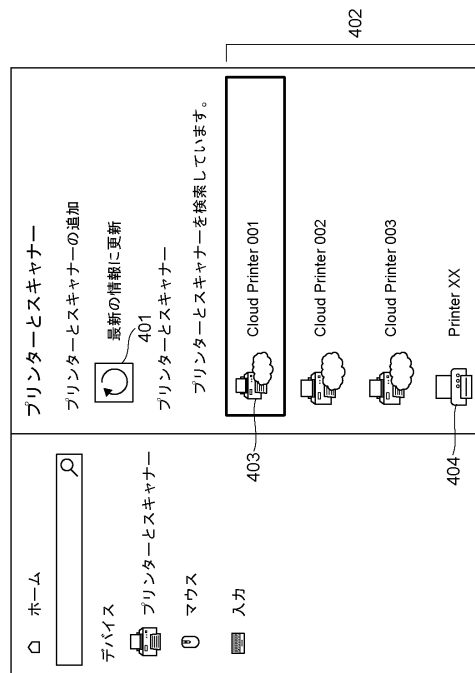 ホーム
デバイス
プリンターとスキャナー
マウス
入力
プリンターとスキャナー
プリンターとスキャナーの追加
最新の情報に更新
401
プリンターとスキャナー
プリンターとスキャナーを検索しています。
402
Cloud Printer 001
403
Cloud Printer 002
Cloud Printer 003
Printer XX
404